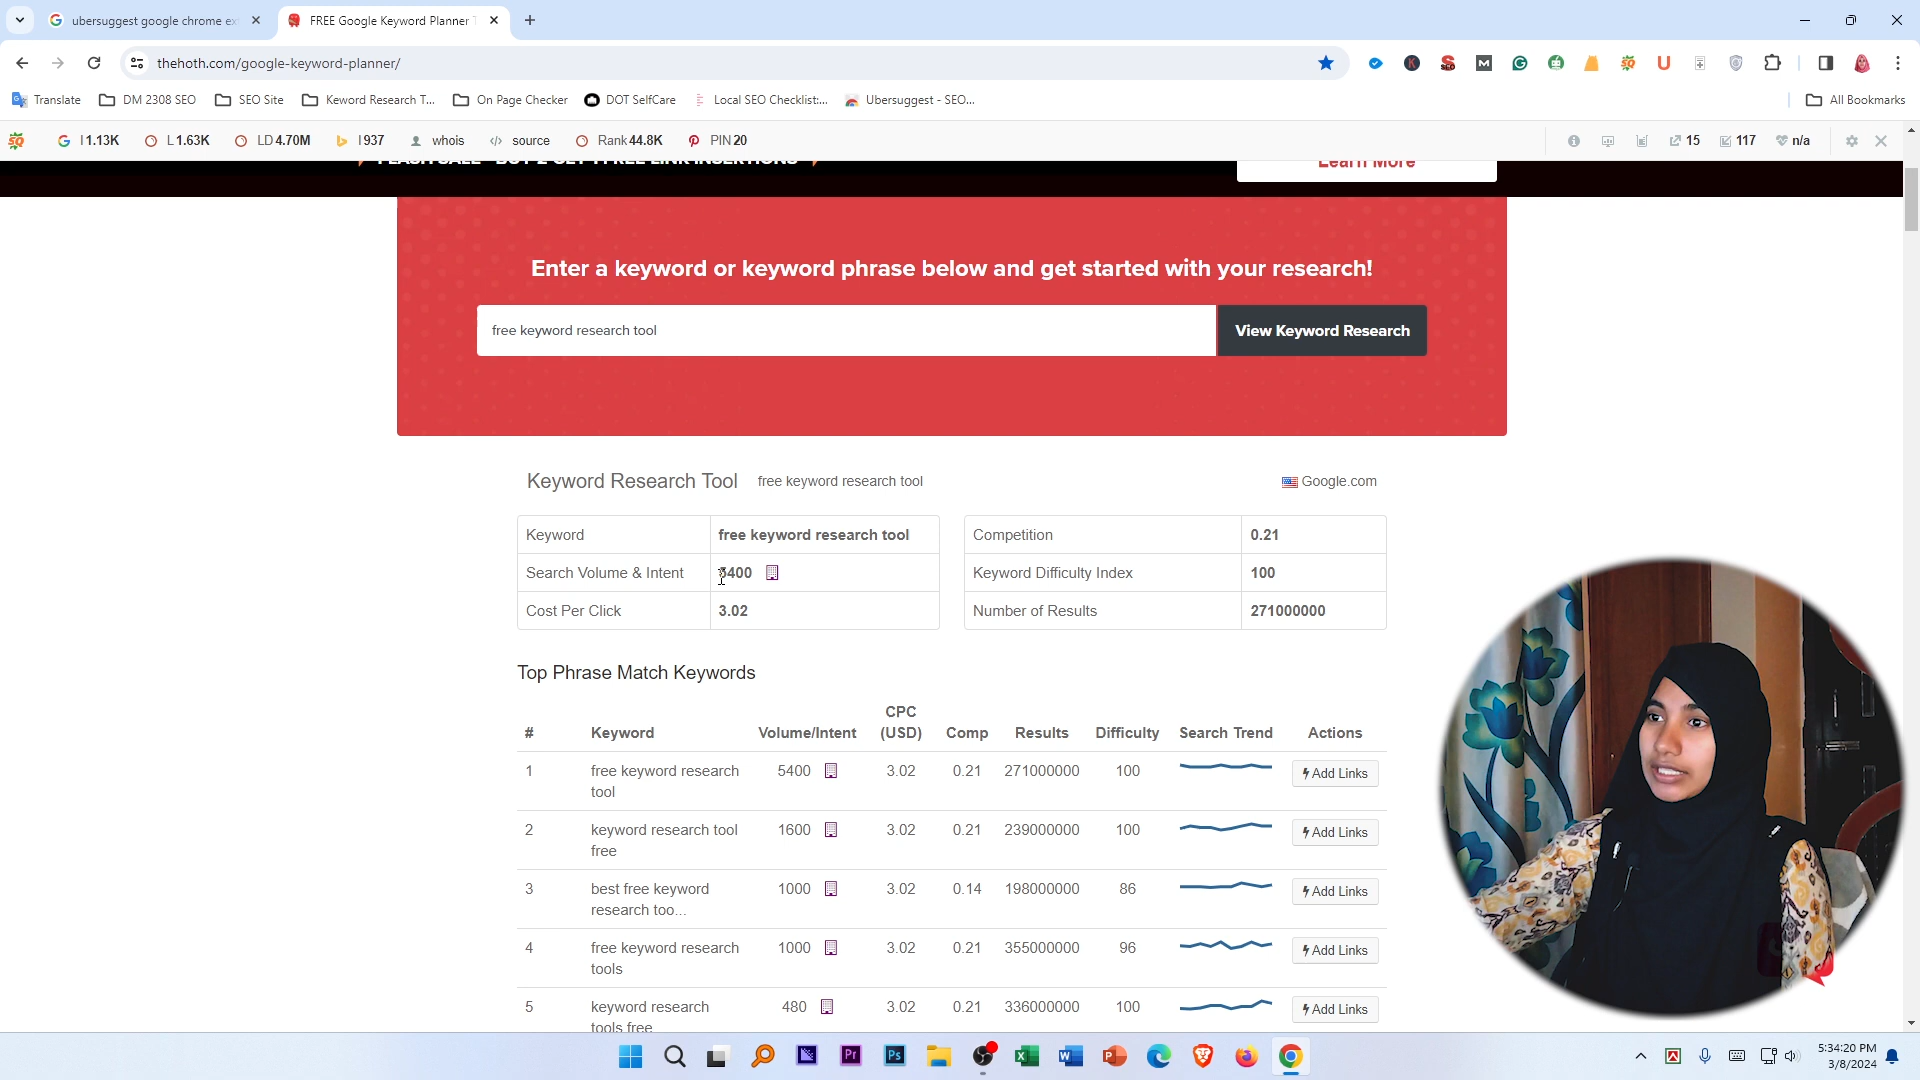 ubersuggest google chrome ex
FREE Google Keyword Planner T
thehoth.com/google-keyword-planner/
Translate
DM 2308 SEO
SEO Site
Keword Research T...
On Page Checker
DOT SelfCare
Local SEO Checklist:...
Ubersuggest - SEO...
All Bookmarks
I 1.13K
L 1.63K
LD 4.70M
I 937
whois
source
Rank 44.8K
PIN 20
15
117
n/a
FLASH SALE - BUY 2 GET 1 FREE LINK INSERTIONS
Learn More
Enter a keyword or keyword phrase below and get started with your research!
free keyword research tool
View Keyword Research
Keyword Research Tool free keyword research tool
Google.com
Keyword free keyword research tool
Search Volume & Intent 5400
Cost Per Click 3.02
Competition 0.21
Keyword Difficulty Index 100
Number of Results 271000000
Top Phrase Match Keywords
# Keyword Volume/Intent CPC (USD) Comp Results Difficulty Search Trend Actions
1 free keyword research tool 5400 3.02 0.21 271000000 100 Add Links
2 keyword research tool free 1600 3.02 0.21 239000000 100 Add Links
3 best free keyword research too... 1000 3.02 0.14 198000000 86 Add Links
4 free keyword research tools 1000 3.02 0.21 355000000 96 Add Links
5 keyword research tools free 480 3.02 0.21 336000000 100 Add Links
5:34:20 PM
3/8/2024